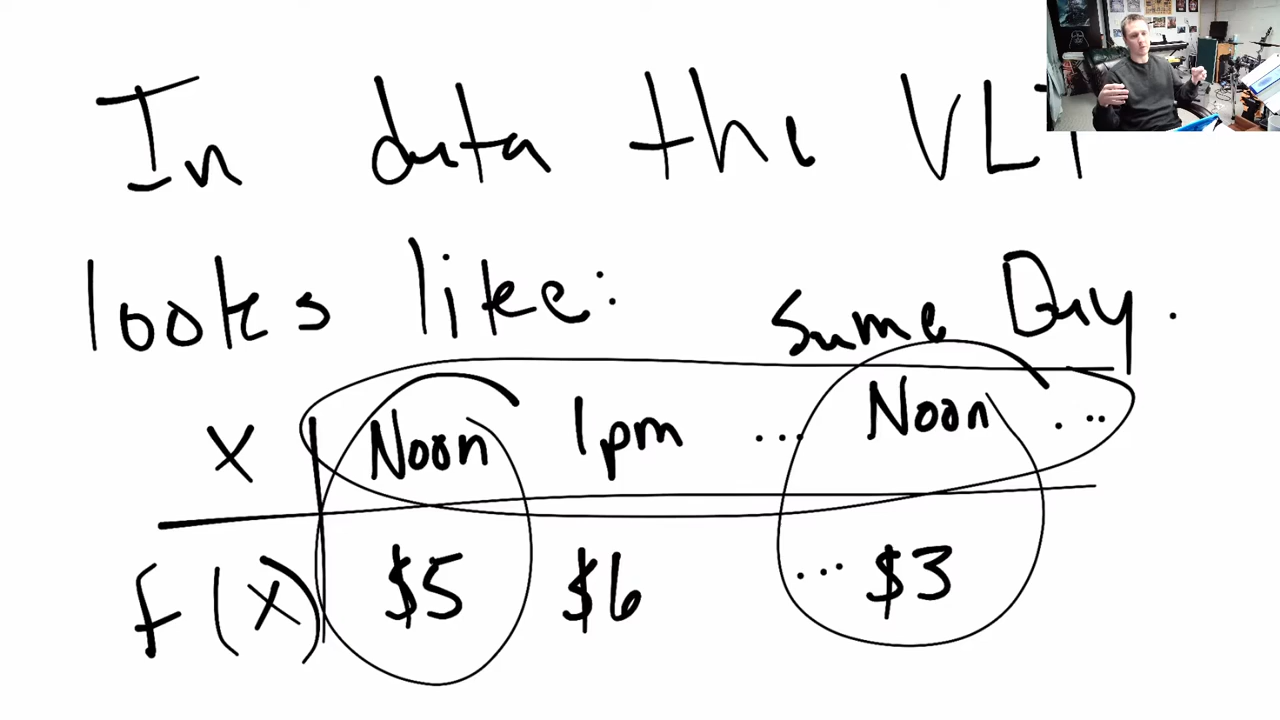 In data the VLT
looks like:
Same Day.
x | Noon 1pm ... Noon ...
f(x) | $5 $6 ... $3